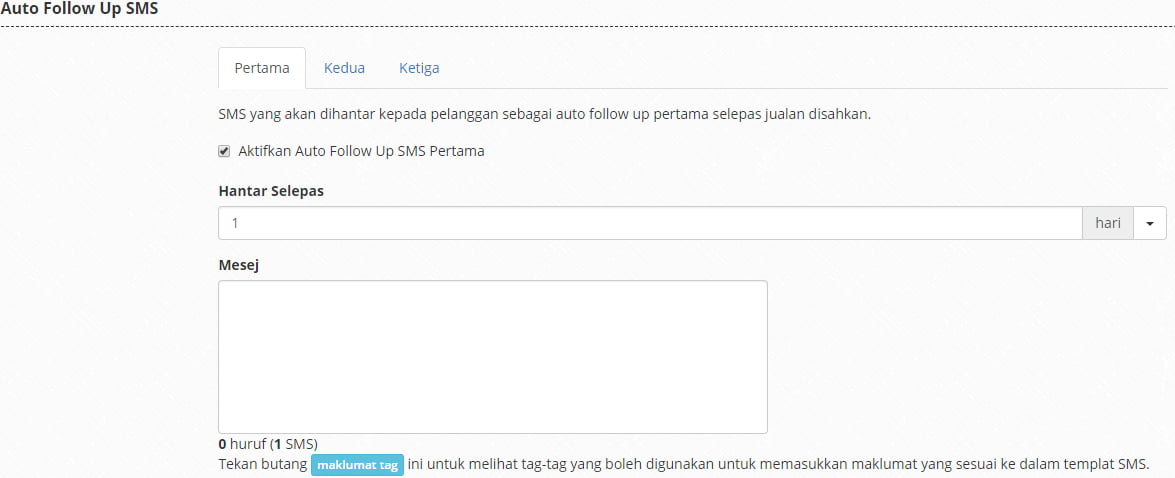 Auto Follow Up SMS
Pertama Kedua Ketiga
SMS yang akan dihantar kepada pelanggan sebagai auto follow up pertama selepas jualan disahkan.
Aktifkan Auto Follow Up SMS Pertama
Hantar Selepas
1 hari
Mesej
0 huruf (1 SMS)
Tekan butang maklumat tag ini untuk melihat tag-tag yang boleh digunakan untuk memasukkan maklumat yang sesuai ke dalam templat SMS.